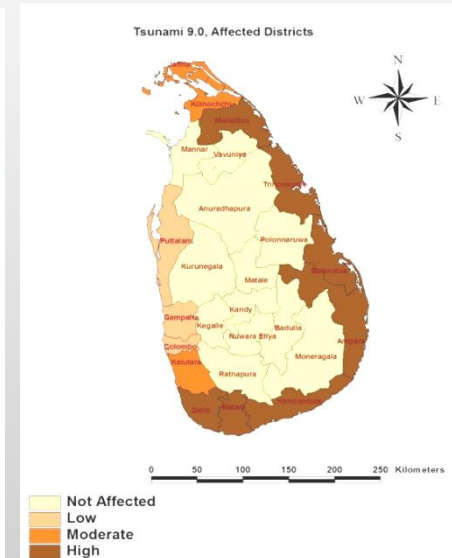 Tsunami 9.0, Affected Districts
N
W E
S
Jaffna
Kilinochchi
Mullaitivu
Mannar
Vavuniya
Trincomalee
Anuradhapura
Polonnaruwa
Puttalam
Kurunegala
Batticaloa
Matale
Gampaha
Kandy
Kegalle
Ampara
Badulla
Nuwara Eliya
Colombo
Moneragala
Kalutara
Ratnapura
Hambantota
Galle
Matara
0 50 100 150 200 250 Kilometers
Not Affected
Low
Moderate
High